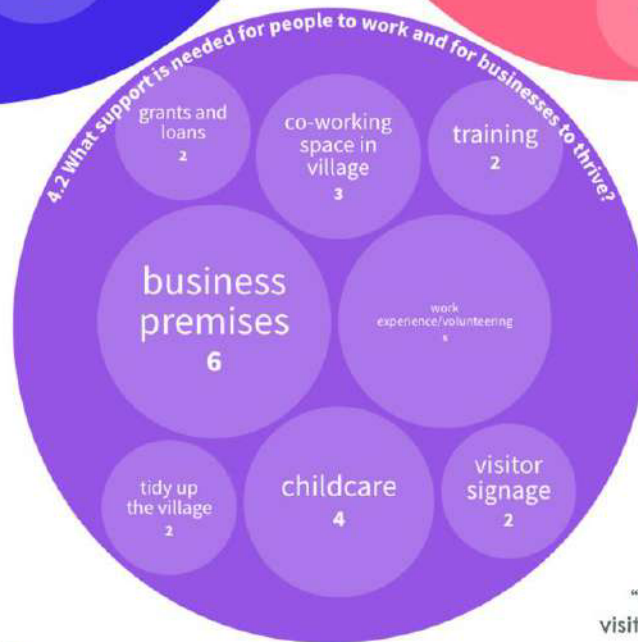 4.2 What support is needed for people to work and for businesses to thrive?
grants and
loans
2
co-working
space in
village
3
training
2
business
premises
6
work
experience/volunteering
5
tidy up
the village
2
childcare
4
visitor
signage
2
“
visit